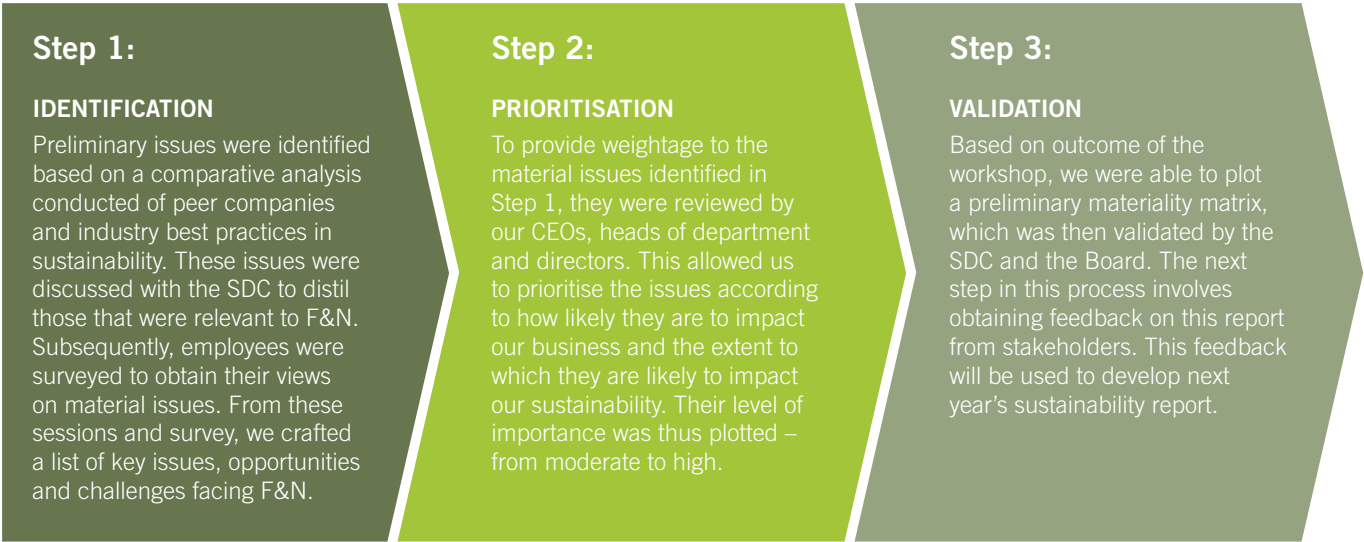 Step 1:
IDENTIFICATION
Preliminary issues were identified
based on a comparative analysis
conducted of peer companies
and industry best practices in
sustainability. These issues were
discussed with the SDC to distil
those that were relevant to F&N.
Subsequently, employees were
surveyed to obtain their views
on material issues. From these
sessions and survey, we crafted
a list of key issues, opportunities
and challenges facing F&N.
Step 2:
PRIORITISATION
To provide weightage to the
material issues identified in
Step 1, they were reviewed by
our CEOs, heads of department
and directors. This allowed us
to prioritise the issues according
to how likely they are to impact
our business and the extent to
which they are likely to impact
our sustainability. Their level of
importance was thus plotted –
from moderate to high.
Step 3:
VALIDATION
Based on outcome of the
workshop, we were able to plot
a preliminary materiality matrix,
which was then validated by the
SDC and the Board. The next
step in this process involves
obtaining feedback on this report
from stakeholders. This feedback
will be used to develop next
year’s sustainability report.